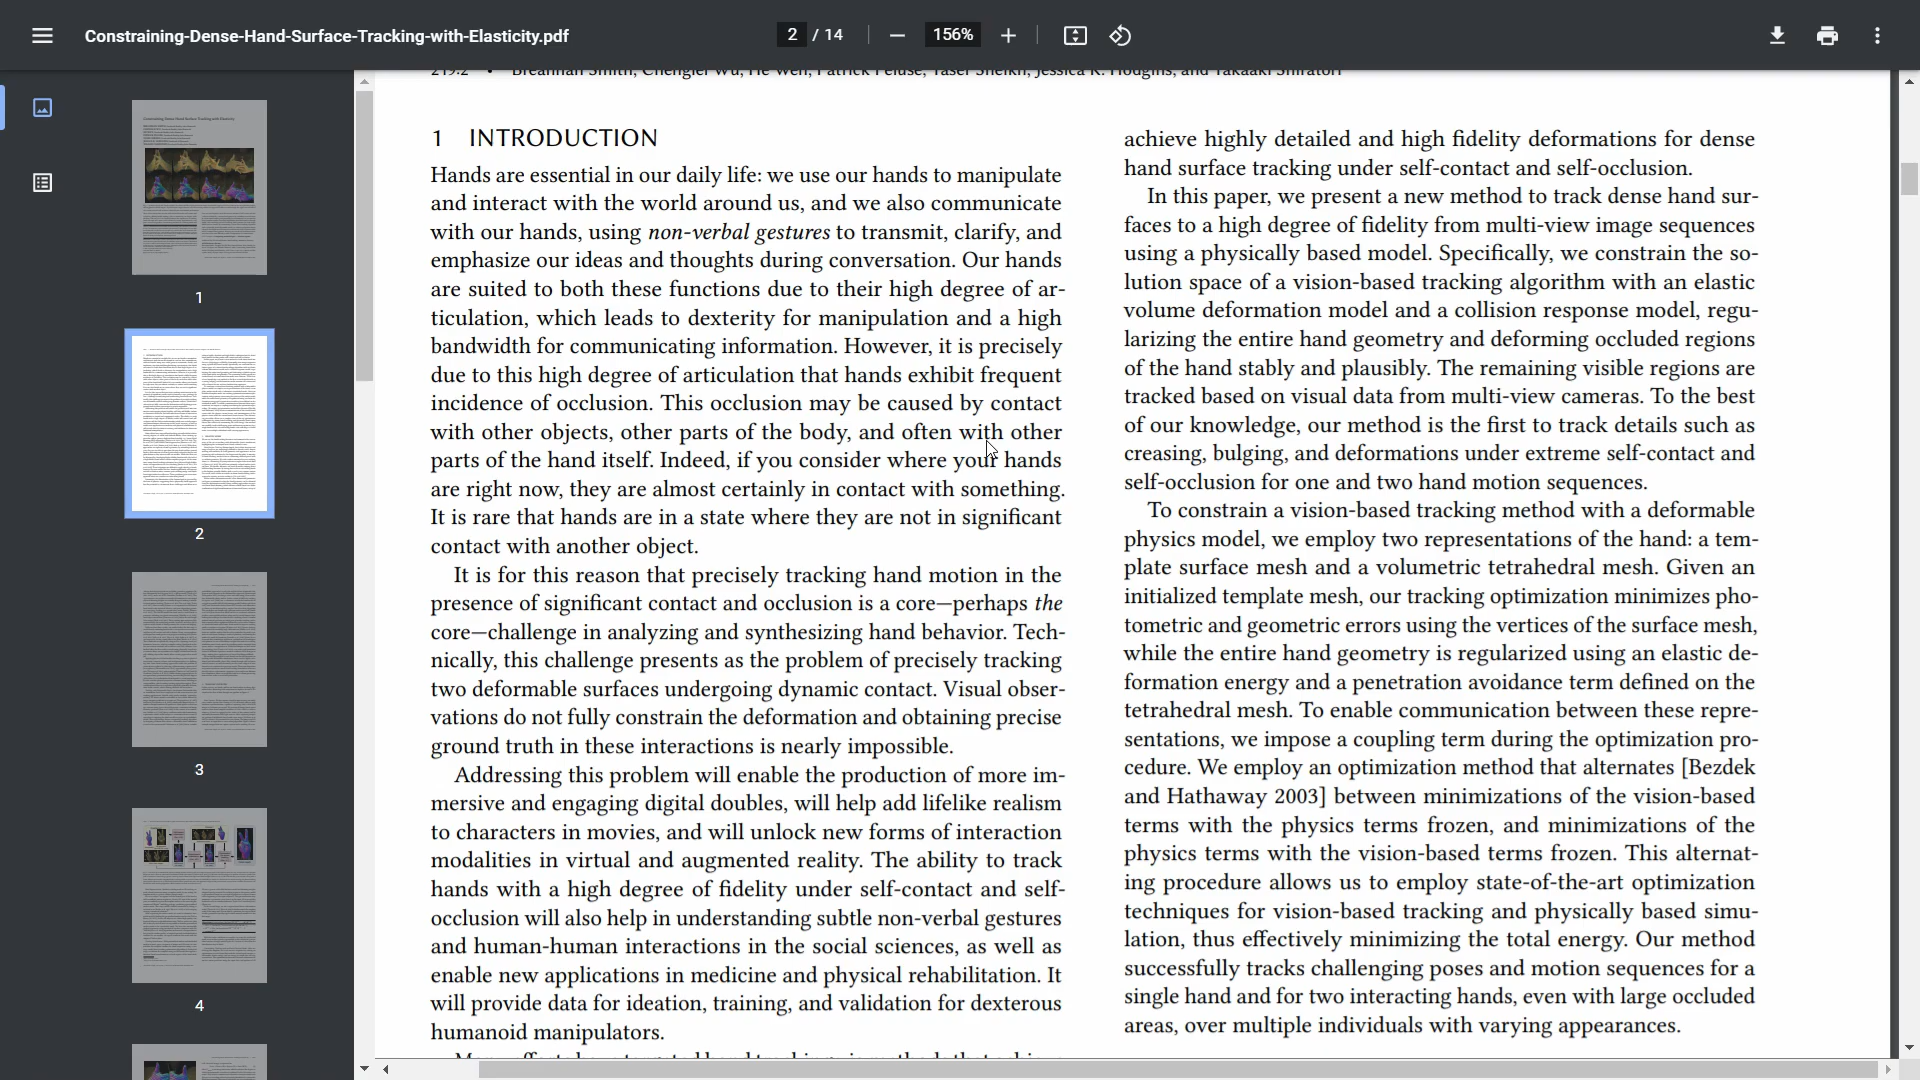 Constraining-Dense-Hand-Surface-Tracking-with-Elasticity.pdf
2 / 14
156%
1
2
3
4
219:2 • Breannan Smith, Chenglei Wu, He Wen, Patrick Peluse, Yaser Sheikh, Jessica K. Hodgins, and Takaaki Shiratori
1 INTRODUCTION
Hands are essential in our daily life: we use our hands to manipulate
and interact with the world around us, and we also communicate
with our hands, using non-verbal gestures to transmit, clarify, and
emphasize our ideas and thoughts during conversation. Our hands
are suited to both these functions due to their high degree of ar-
ticulation, which leads to dexterity for manipulation and a high
bandwidth for communicating information. However, it is precisely
due to this high degree of articulation that hands exhibit frequent
incidence of occlusion. This occlusion may be caused by contact
with other objects, other parts of the body, and often with other
parts of the hand itself. Indeed, if you consider where your hands
are right now, they are almost certainly in contact with something.
It is rare that hands are in a state where they are not in significant
contact with another object.
It is for this reason that precisely tracking hand motion in the
presence of significant contact and occlusion is a core—perhaps the
core—challenge in analyzing and synthesizing hand behavior. Tech-
nically, this challenge presents as the problem of precisely tracking
two deformable surfaces undergoing dynamic contact. Visual obser-
vations do not fully constrain the deformation and obtaining precise
ground truth in these interactions is nearly impossible.
Addressing this problem will enable the production of more im-
mersive and engaging digital doubles, will help add lifelike realism
to characters in movies, and will unlock new forms of interaction
modalities in virtual and augmented reality. The ability to track
hands with a high degree of fidelity under self-contact and self-
occlusion will also help in understanding subtle non-verbal gestures
and human-human interactions in the social sciences, as well as
enable new applications in medicine and physical rehabilitation. It
will provide data for ideation, training, and validation for dexterous
humanoid manipulators.
achieve highly detailed and high fidelity deformations for dense
hand surface tracking under self-contact and self-occlusion.
In this paper, we present a new method to track dense hand sur-
faces to a high degree of fidelity from multi-view image sequences
using a physically based model. Specifically, we constrain the so-
lution space of a vision-based tracking algorithm with an elastic
volume deformation model and a collision response model, regu-
larizing the entire hand geometry and deforming occluded regions
of the hand stably and plausibly. The remaining visible regions are
tracked based on visual data from multi-view cameras. To the best
of our knowledge, our method is the first to track details such as
creasing, bulging, and deformations under extreme self-contact and
self-occlusion for one and two hand motion sequences.
To constrain a vision-based tracking method with a deformable
physics model, we employ two representations of the hand: a tem-
plate surface mesh and a volumetric tetrahedral mesh. Given an
initialized template mesh, our tracking optimization minimizes pho-
tometric and geometric errors using the vertices of the surface mesh,
while the entire hand geometry is regularized using an elastic de-
formation energy and a penetration avoidance term defined on the
tetrahedral mesh. To enable communication between these repre-
sentations, we impose a coupling term during the optimization pro-
cedure. We employ an optimization method that alternates [Bezdek
and Hathaway 2003] between minimizations of the vision-based
terms with the physics terms frozen, and minimizations of the
physics terms with the vision-based terms frozen. This alternat-
ing procedure allows us to employ state-of-the-art optimization
techniques for vision-based tracking and physically based simu-
lation, thus effectively minimizing the total energy. Our method
successfully tracks challenging poses and motion sequences for a
single hand and for two interacting hands, even with large occluded
areas, over multiple individuals with varying appearances.